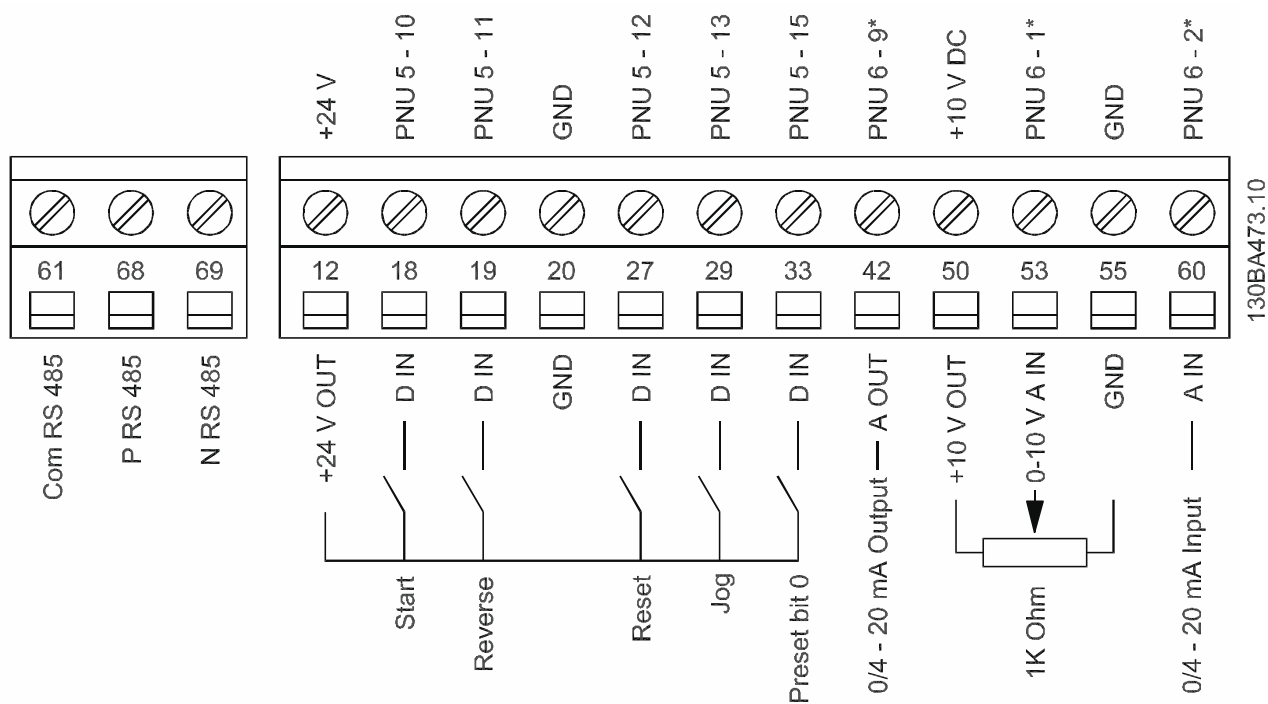 +24 V
PNU 5 - 10
PNU 5 - 11
GND
PNU 5 - 12
PNU 5 - 13
PNU 5 - 15
PNU 6 - 9*
+10 V DC
PNU 6 - 1*
GND
PNU 6 - 2*
61 68 69
12 18 19 20 27 29 33 42 50 53 55 60
Com RS 485
P RS 485
N RS 485
+24 V OUT
D IN
D IN
GND
D IN
D IN
D IN
0/4 - 20 mA Output
A OUT
+10 V OUT
0-10 V A IN
GND
0/4 - 20 mA Input
A IN
Start
Reverse
Reset
Jog
Preset bit 0
1K Ohm
130BA473.10